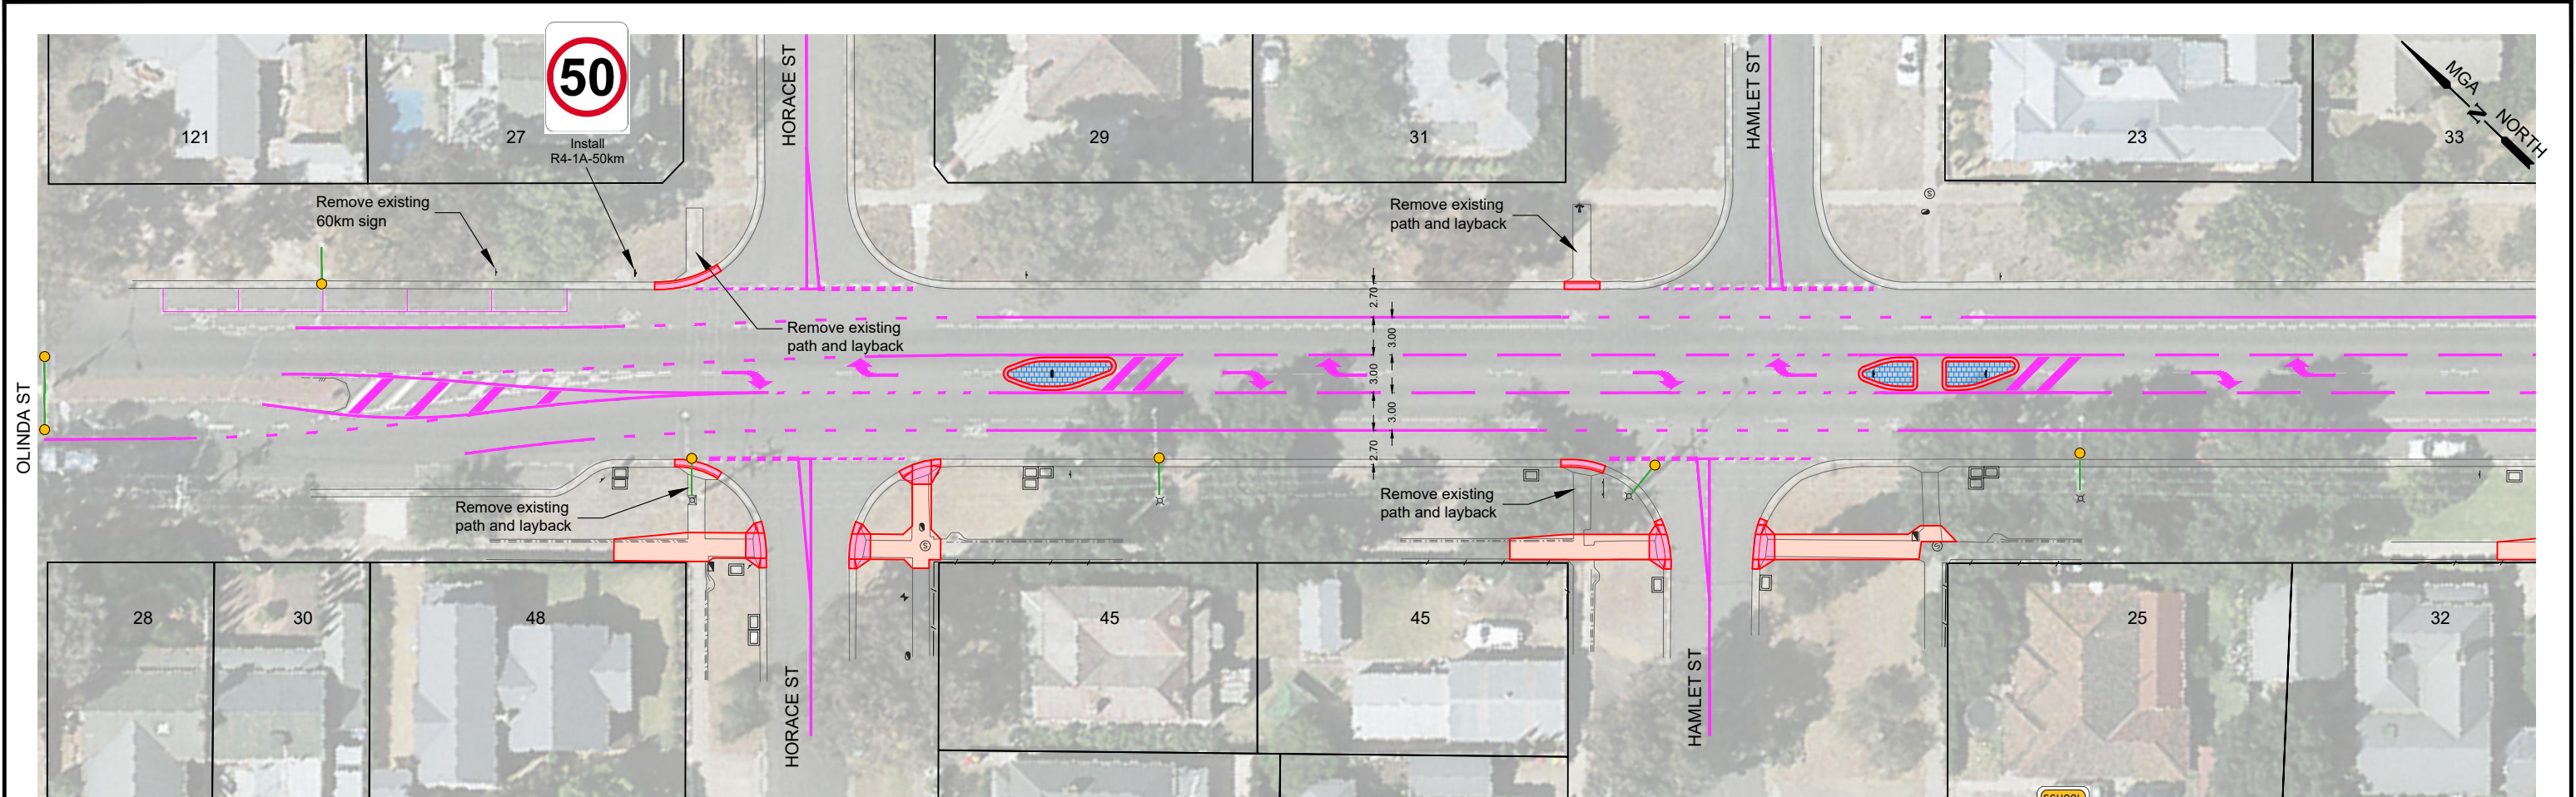 50
Install
R4-1A-50km
121
27
HORACE ST
29
31
HAMLET ST
23
33
MGA
N
NORTH
Remove existing
60km sign
Remove existing
path and layback
Remove existing
path and layback
S
2.70
3.00
3.00
3.00
2.70
OLINDA ST
Remove existing
path and layback
Remove existing
path and layback
S
S
28
30
48
HORACE ST
45
45
HAMLET ST
25
32
SCHOOL